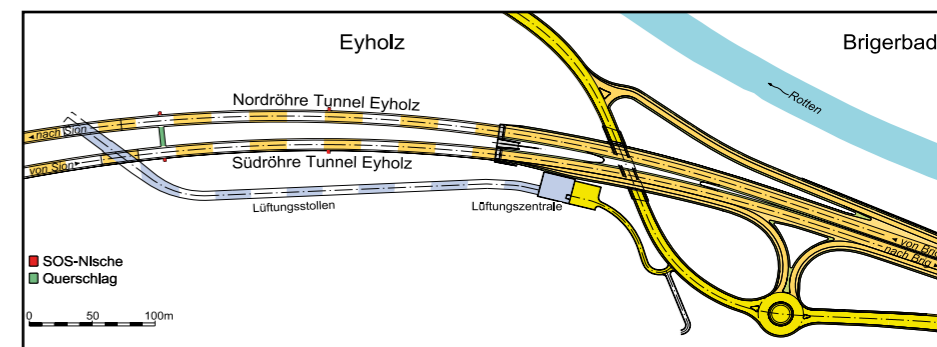 Eyholz
Brigerbad
Rotten
Nordröhre Tunnel Eyholz
nach Sion
von Sion
Südröhre Tunnel Eyholz
Lüftungsstollen
Lüftungszentrale
von Brig
nach Brig
SOS-NIsche
Querschlag
0 50 100m